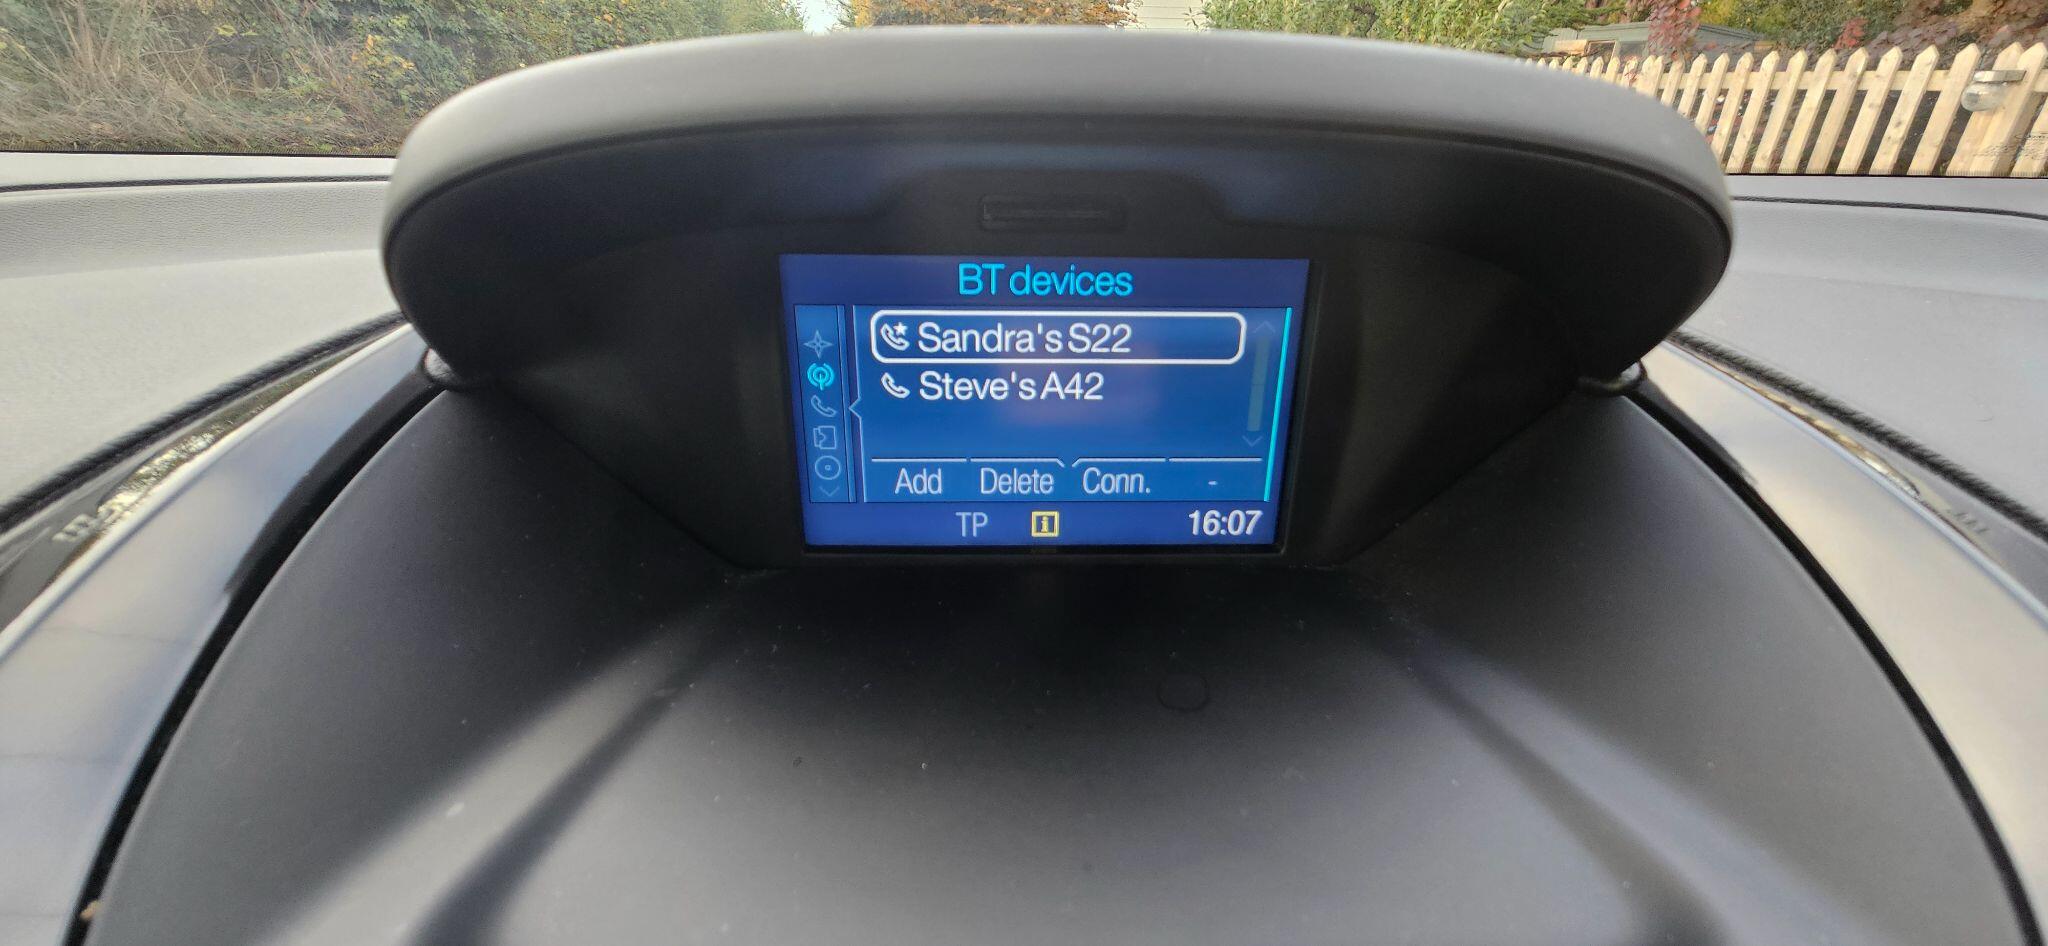 BT devices
Sandra's S22
Steve's A42
Add Delete Conn. -
TP i 16:07